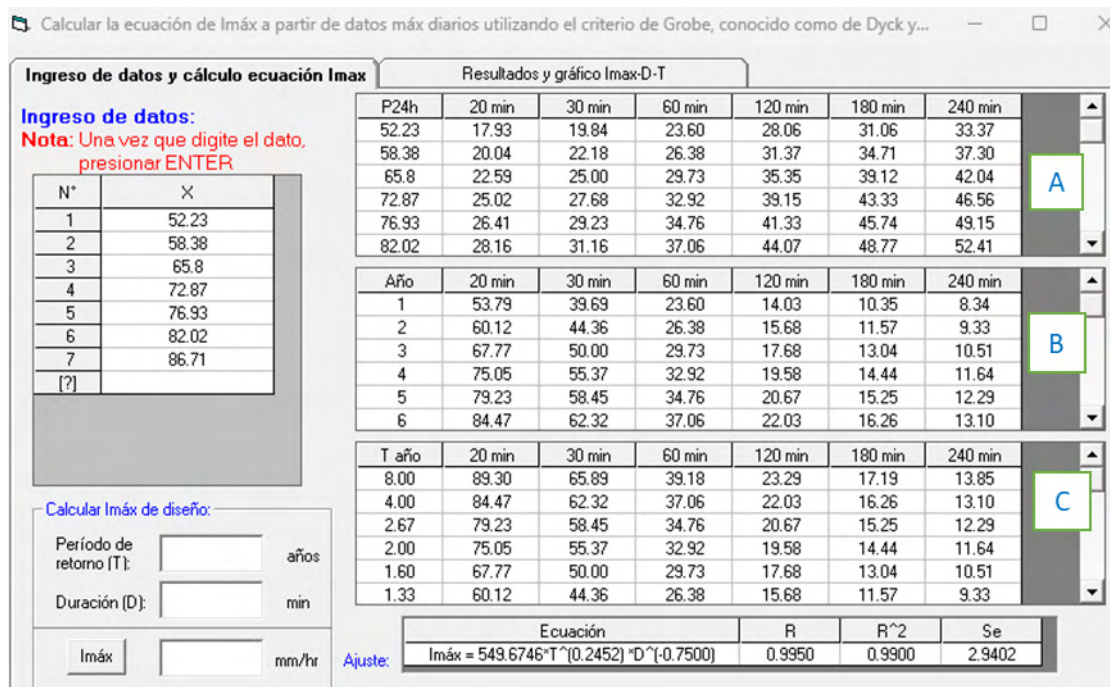 Calcular la ecuación de Imáx a partir de datos máx diarios utilizando el criterio de Grobe, conocido como de Dyck y...
Ingreso de datos y cálculo ecuación Imax
Resultados y gráfico Imax-D-T
Ingreso de datos:
Nota: Una vez que digite el dato,
presionar ENTER
N° X
1 52.23
2 58.38
3 65.8
4 72.87
5 76.93
6 82.02
7 86.71
[?]
Calcular Imáx de diseño:
Período de
retorno (T): años
Duración (D): min
Imáx mm/hr
P24h 20 min 30 min 60 min 120 min 180 min 240 min
52.23 17.93 19.84 23.60 28.06 31.06 33.37
58.38 20.04 22.18 26.38 31.37 34.71 37.30
65.8 22.59 25.00 29.73 35.35 39.12 42.04
72.87 25.02 27.68 32.92 39.15 43.33 46.56
76.93 26.41 29.23 34.76 41.33 45.74 49.15
82.02 28.16 31.16 37.06 44.07 48.77 52.41
A
Año 20 min 30 min 60 min 120 min 180 min 240 min
1 53.79 39.69 23.60 14.03 10.35 8.34
2 60.12 44.36 26.38 15.68 11.57 9.33
3 67.77 50.00 29.73 17.68 13.04 10.51
4 75.05 55.37 32.92 19.58 14.44 11.64
5 79.23 58.45 34.76 20.67 15.25 12.29
6 84.47 62.32 37.06 22.03 16.26 13.10
B
T año 20 min 30 min 60 min 120 min 180 min 240 min
8.00 89.30 65.89 39.18 23.29 17.19 13.85
4.00 84.47 62.32 37.06 22.03 16.26 13.10
2.67 79.23 58.45 34.76 20.67 15.25 12.29
2.00 75.05 55.37 32.92 19.58 14.44 11.64
1.60 67.77 50.00 29.73 17.68 13.04 10.51
1.33 60.12 44.36 26.38 15.68 11.57 9.33
C
Ecuación R R^2 Se
Ajuste: Imáx = 549.6746*T^(0.2452) *D^(-0.7500) 0.9950 0.9900 2.9402